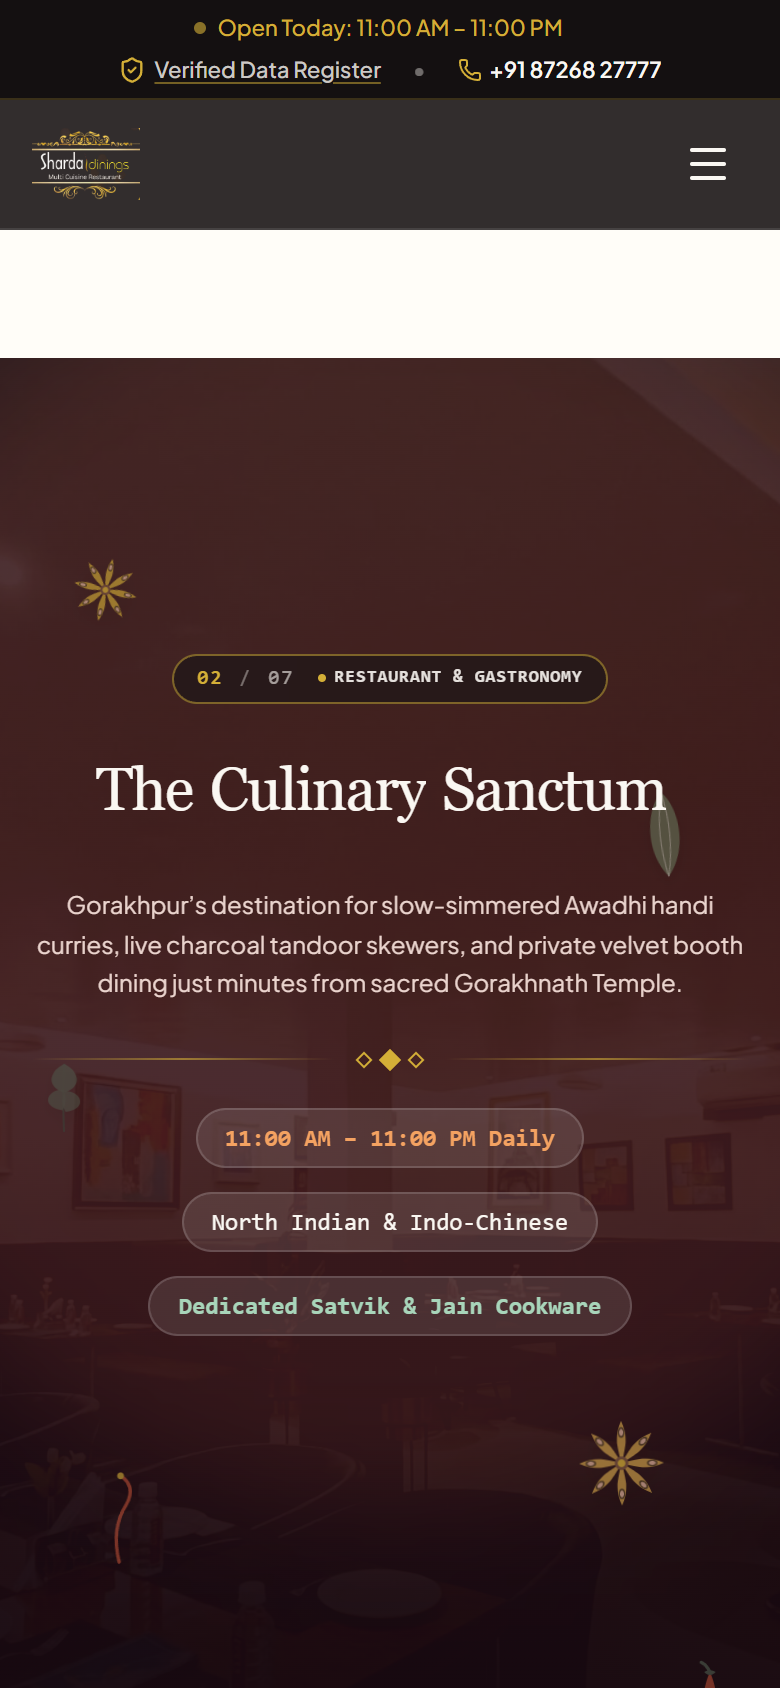 Open Today: 11:00 AM – 11:00 PM
Verified Data Register • +91 87268 27777
Sharda dinings
Multi Cuisine Restaurant
02 / 07 • RESTAURANT & GASTRONOMY
The Culinary Sanctum
Gorakhpur’s destination for slow-simmered Awadhi handi
curries, live charcoal tandoor skewers, and private velvet booth
dining just minutes from sacred Gorakhnath Temple.
11:00 AM – 11:00 PM Daily
North Indian & Indo-Chinese
Dedicated Satvik & Jain Cookware